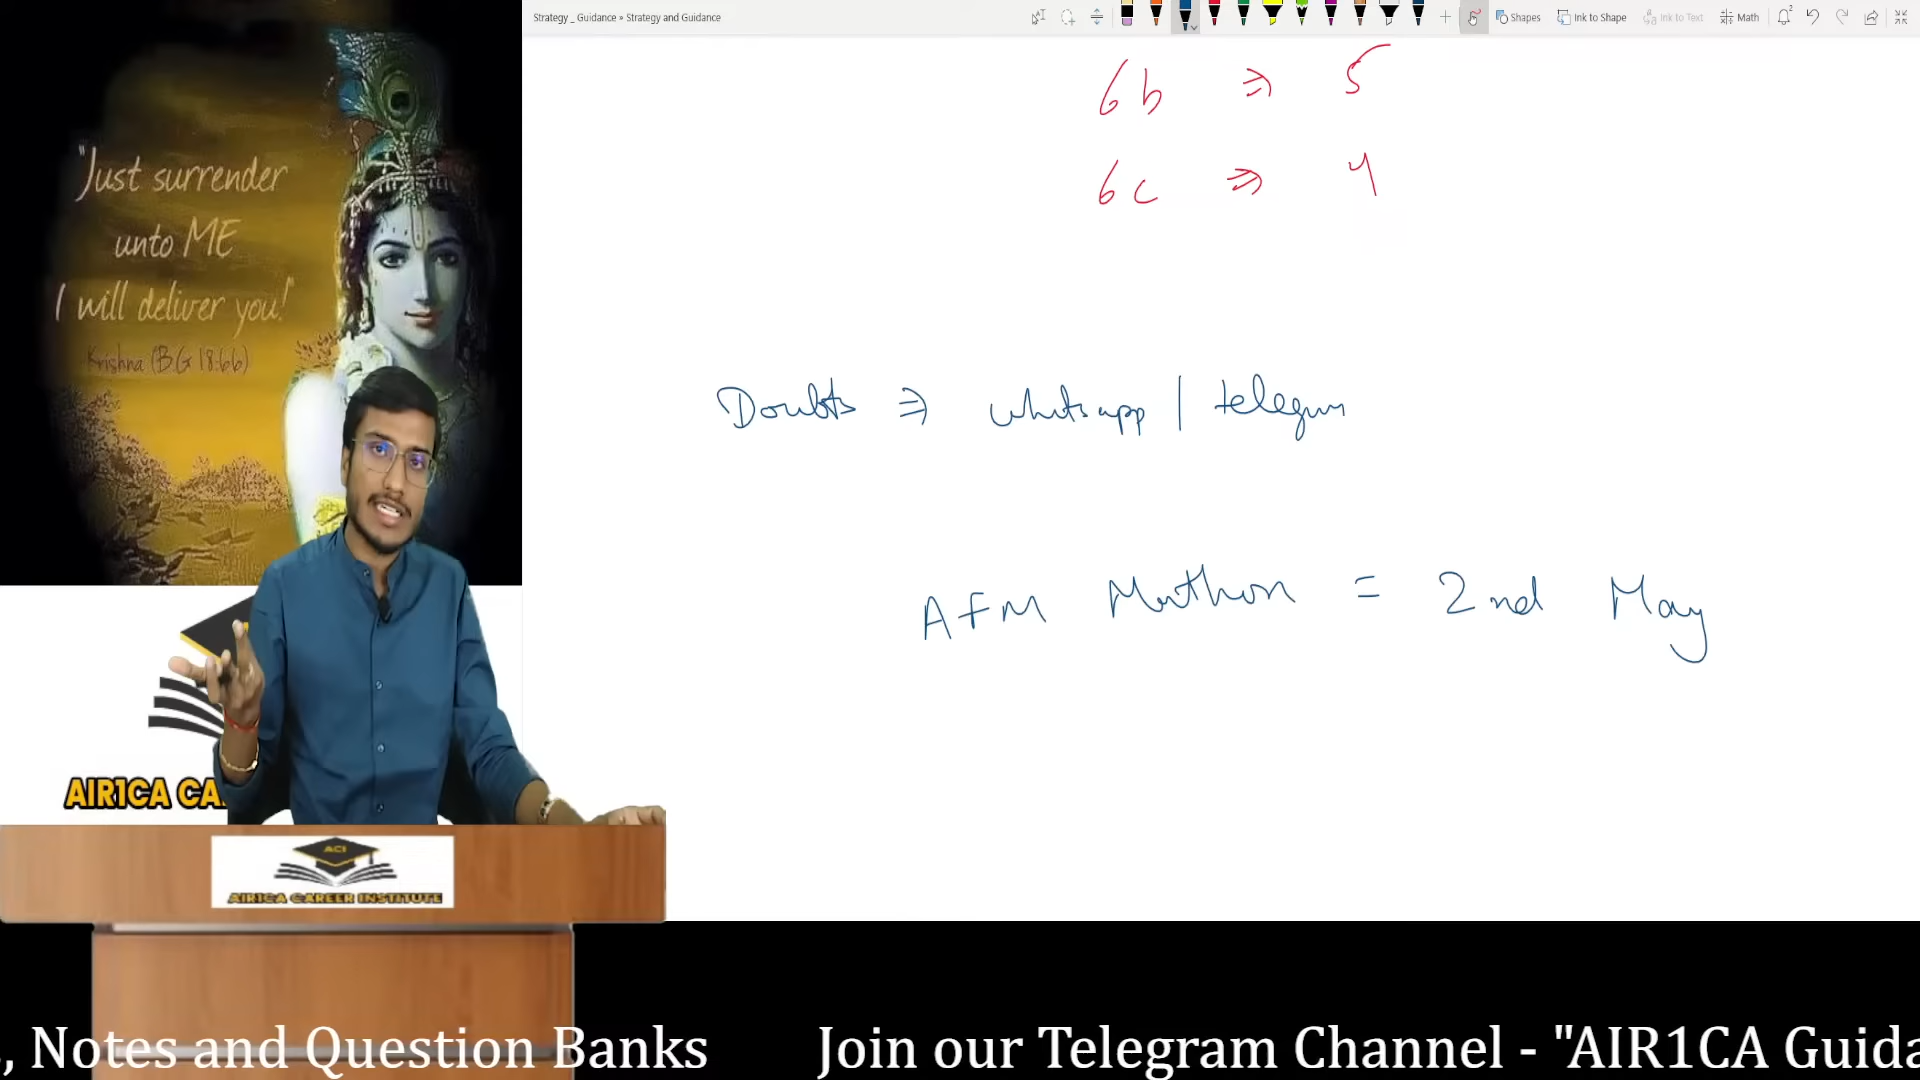 Strategy _ Guidance » Strategy and Guidance
Shapes
Ink to Shape
Ink to Text
Math
6b ⇒ 5
6c ⇒ 4
"Just surrender
unto ME
I will deliver you!"
Krishna (B.G 18:66)
Doubts ⇒ whatsapp | telegram
AFM Marathon = 2nd May
AIR1CA CA
ACI
AIR1CA CAREER INSTITUTE
, Notes and Question Banks
Join our Telegram Channel - "AIR1CA Guida